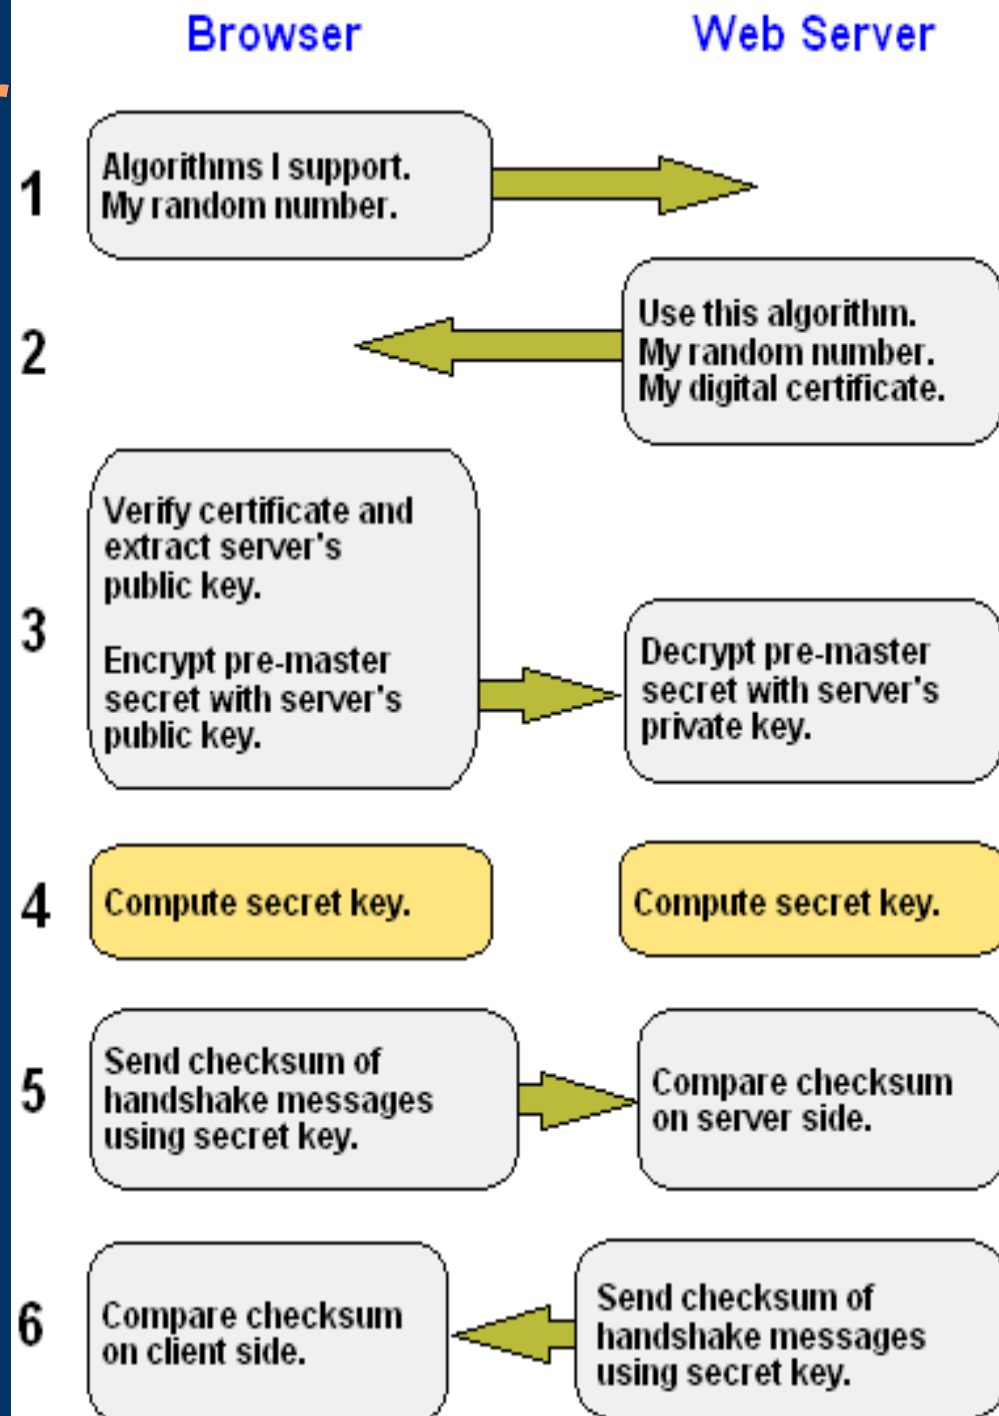 Browser
Web Server
1
Algorithms I support.
My random number.
2
Use this algorithm.
My random number.
My digital certificate.
3
Verify certificate and
extract server's
public key.
Encrypt pre-master
secret with server's
public key.
Decrypt pre-master
secret with server's
private key.
4
Compute secret key.
Compute secret key.
5
Send checksum of
handshake messages
using secret key.
Compare checksum
on server side.
6
Compare checksum
on client side.
Send checksum of
handshake messages
using secret key.